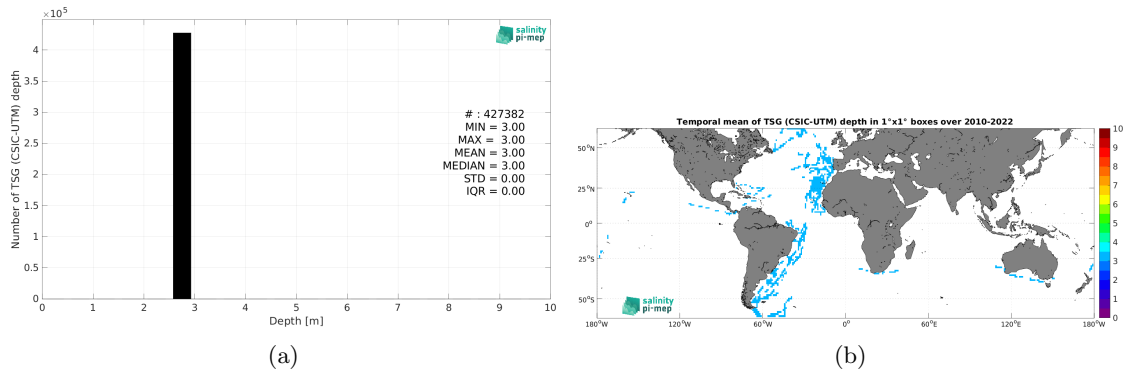 ×10⁵
4
3.5
3
2.5
2
1.5
1
0.5
0
0 1 2 3 4 5 6 7 8 9 10
Number of TSG (CSIC-UTM) depth
Depth [m]
salinity
pi-mep
# : 427382
MIN = 3.00
MAX = 3.00
MEAN = 3.00
MEDIAN = 3.00
STD = 0.00
IQR = 0.00
(a)
Temporal mean of TSG (CSIC-UTM) depth in 1°x1° boxes over 2010-2022
50°N
25°N
0°
25°S
50°S
180°W 120°W 60°W 0°W 60°E 120°E 180°W
salinity
pi-mep
10
9
8
7
6
5
4
3
2
1
0
(b)